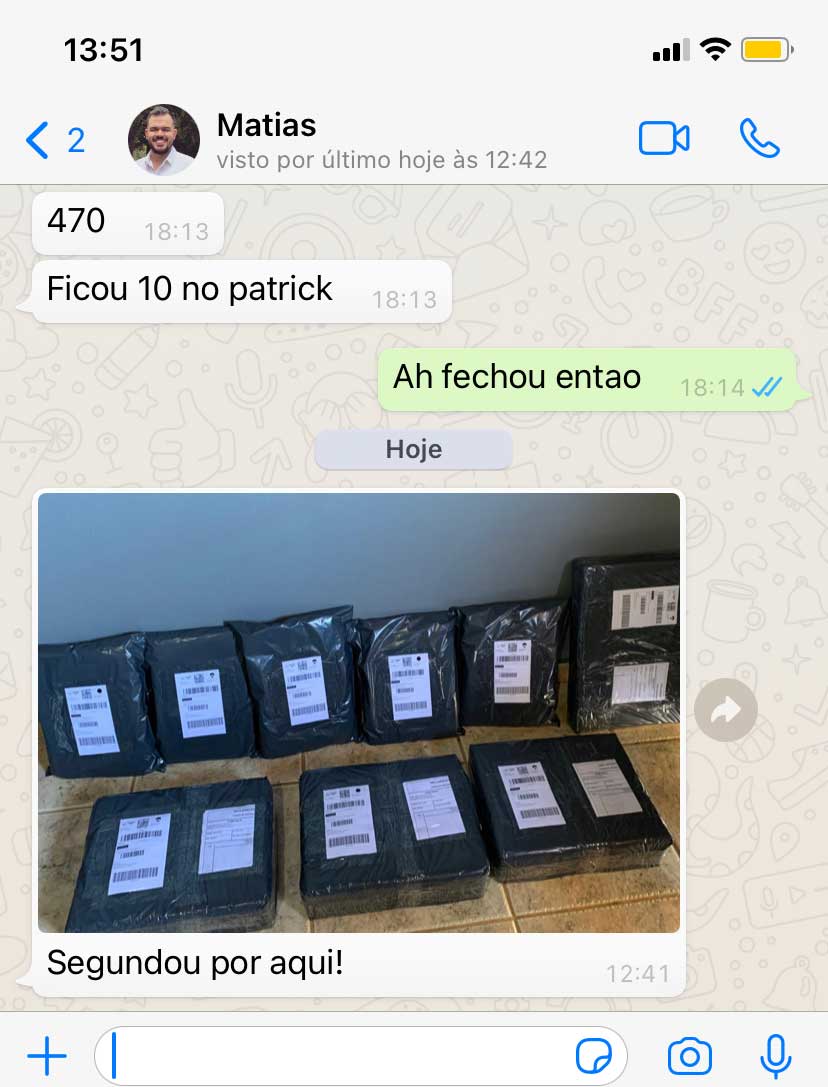 13:51
2
Matias
visto por último hoje às 12:42
470 18:13
Ficou 10 no patrick 18:13
Ah fechou entao 18:14
Hoje
Segundou por aqui! 12:41